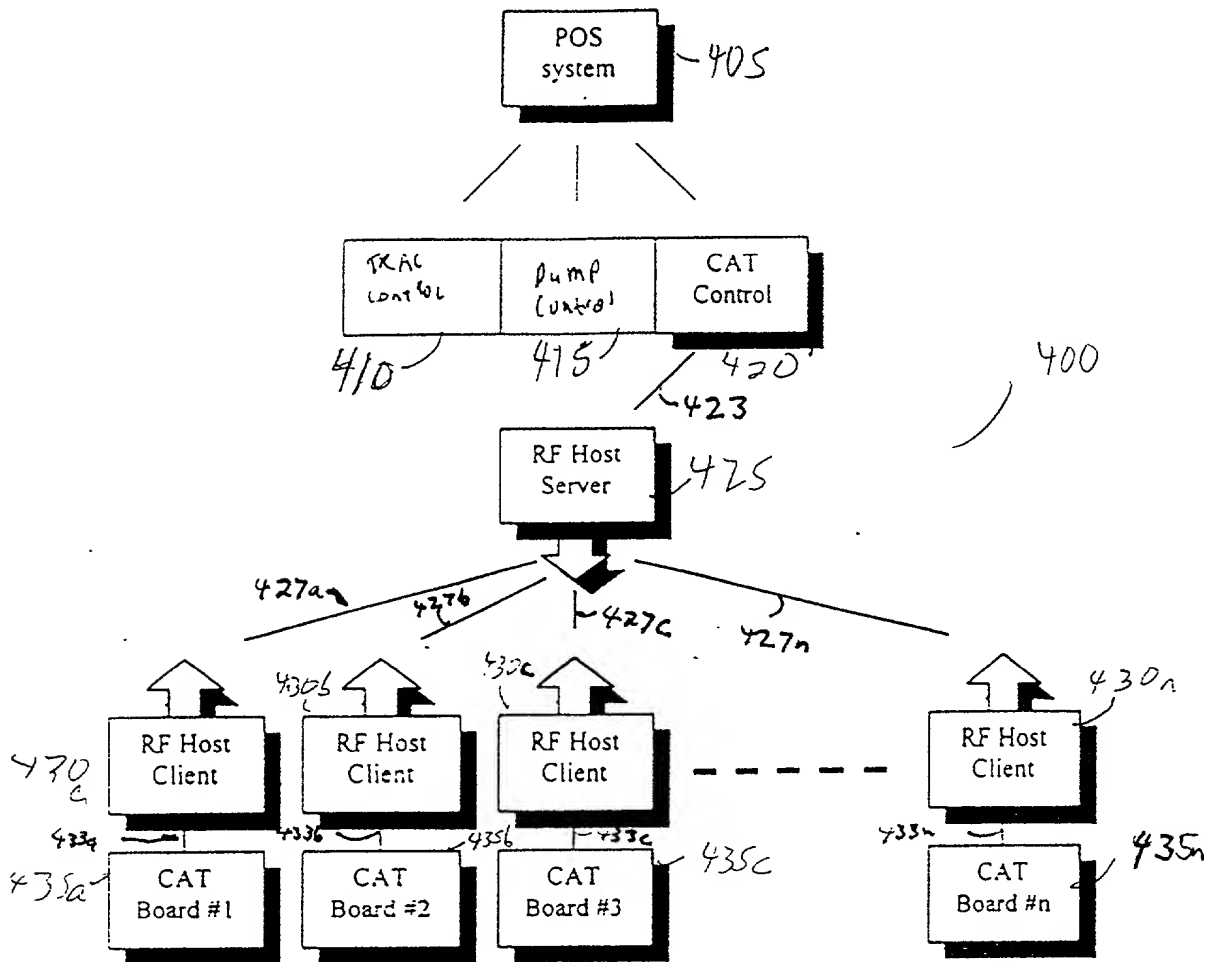 POS
system
405
TRAC
control
Pump
Control
CAT
Control
410
415
420
400
423
RF Host
Server
425
427a
427b
427c
427n
430b
430c
430n
RF Host
Client
RF Host
Client
RF Host
Client
RF Host
Client
430
a
433a
433b
435b
433c
433n
435a
CAT
Board #1
CAT
Board #2
CAT
Board #3
435c
CAT
Board #n
435n